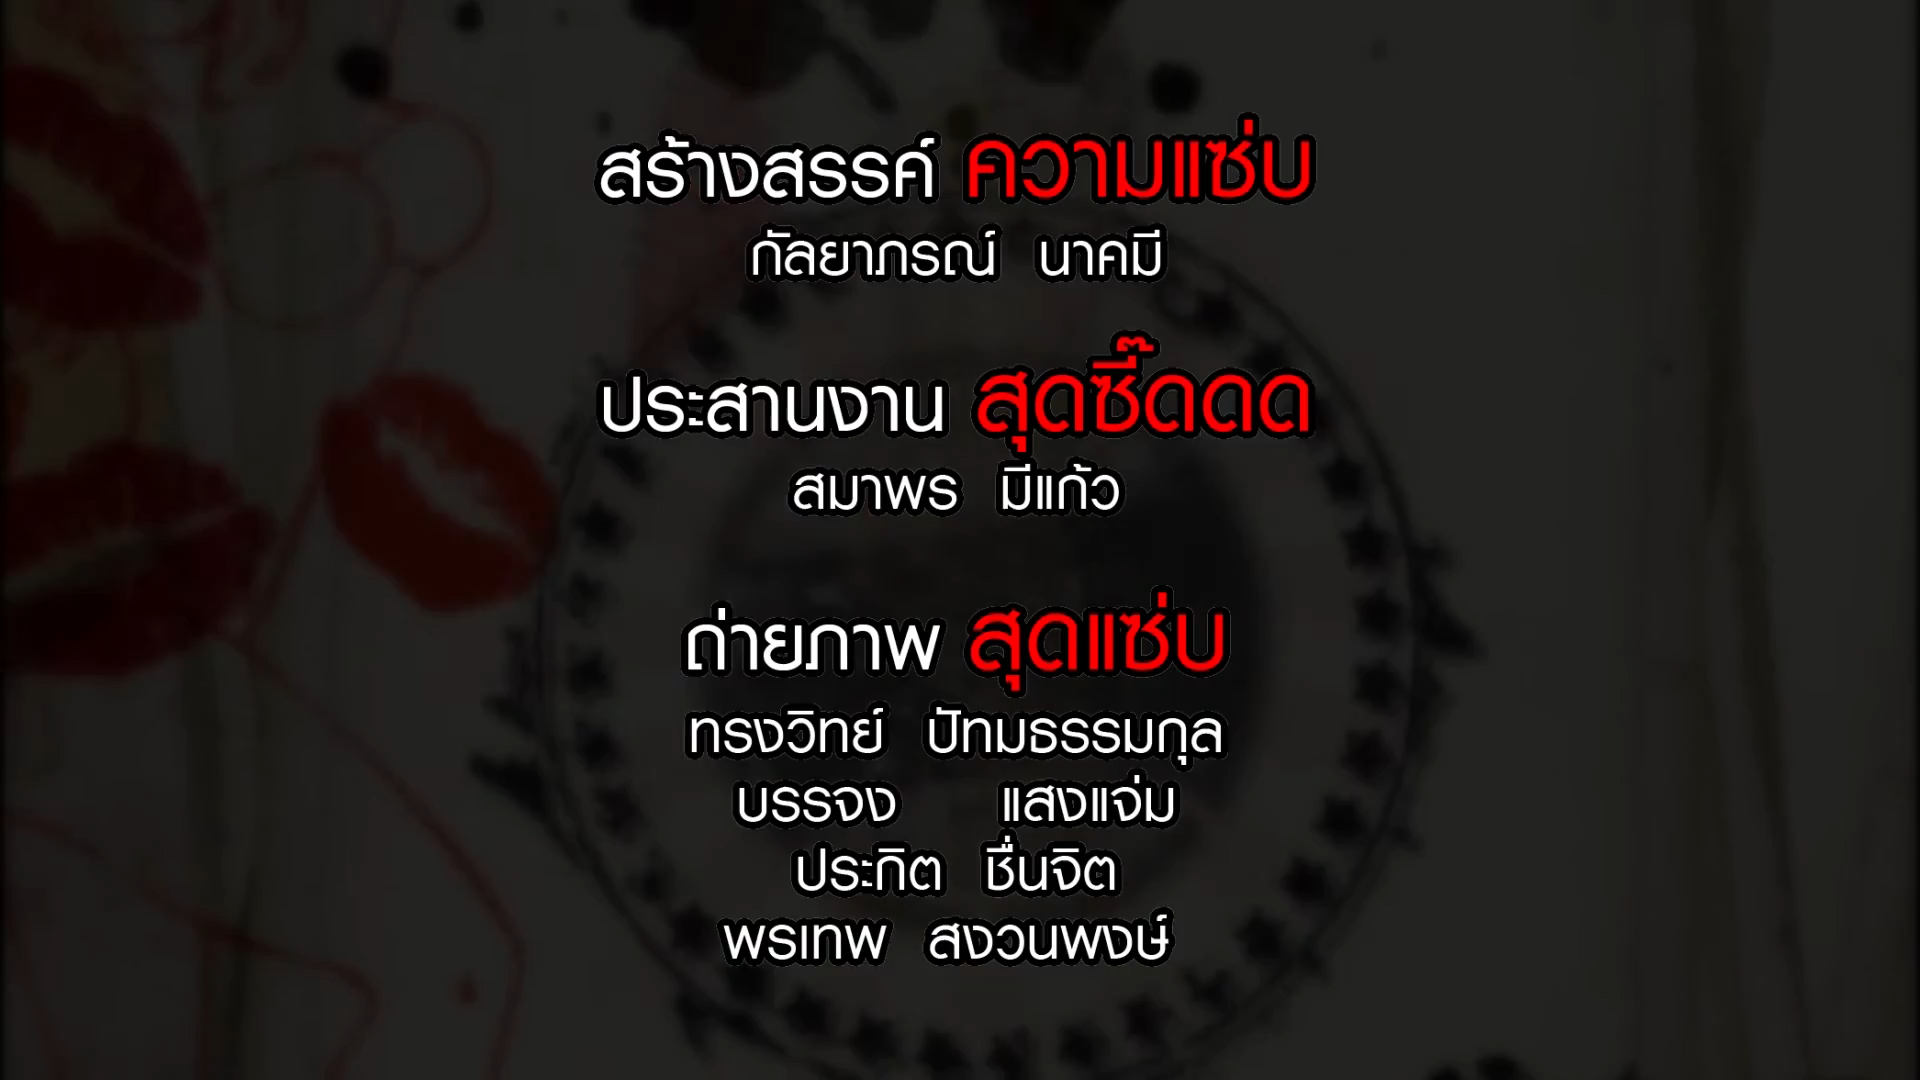 สร้างสรรค์ ความแซ่บ
กัลยาภรณ์ นาคมี
ประสานงาน สุดซี๊ดดด
สมาพร มีแก้ว
ถ่ายภาพ สุดแซ่บ
ทรงวิทย์ ปัทมธรรมกุล
บรรจง แสงแจ่ม
ประกิต ชื่นจิต
พรเทพ สงวนพงษ์